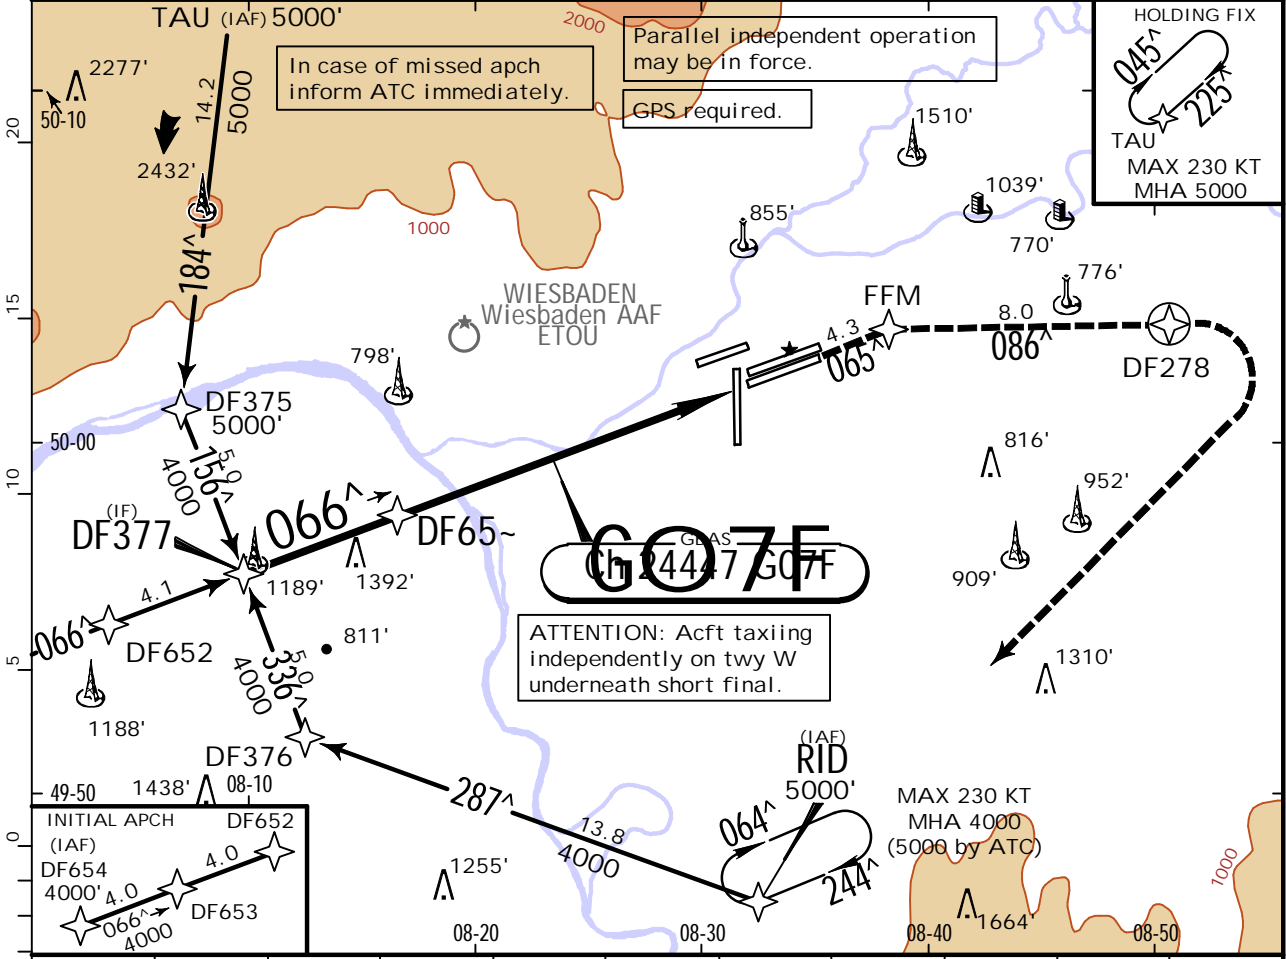 TAU (IAF) 5000'
2277'
50-10
14.2
5000
2432'
184^
In case of missed apch
inform ATC immediately.
2000
Parallel independent operation
may be in force.
GPS required.
HOLDING FIX
045^
225^
TAU
MAX 230 KT
MHA 5000
1510'
1039'
770'
855'
776'
1000
20
15
10
5
0
WIESBADEN
Wiesbaden AAF
ETOU
FFM
4.3
065^
8.0
086^
DF278
798'
DF375
5000'
50-00
5.0
156^
4000
(IF)
DF377
066^
DF65~
1189'
1392'
4.1
-066^
DF652
1188'
811'
5.0
336^
4000
DF376
GO7F
GLAS
Ch 24447 G07F
ATTENTION: Acft taxiing
independently on twy W
underneath short final.
816'
952'
909'
1310'
287^
13.8
4000
(IAF)
RID
5000'
064^
244^
MAX 230 KT
MHA 4000
(5000 by ATC)
1255'
1664'
1000
1438'
08-10
49-50
INITIAL APCH
(IAF)
DF654
4000'
4.0
066^
4000
DF653
4.0
DF652
08-20
08-30
08-40
08-50